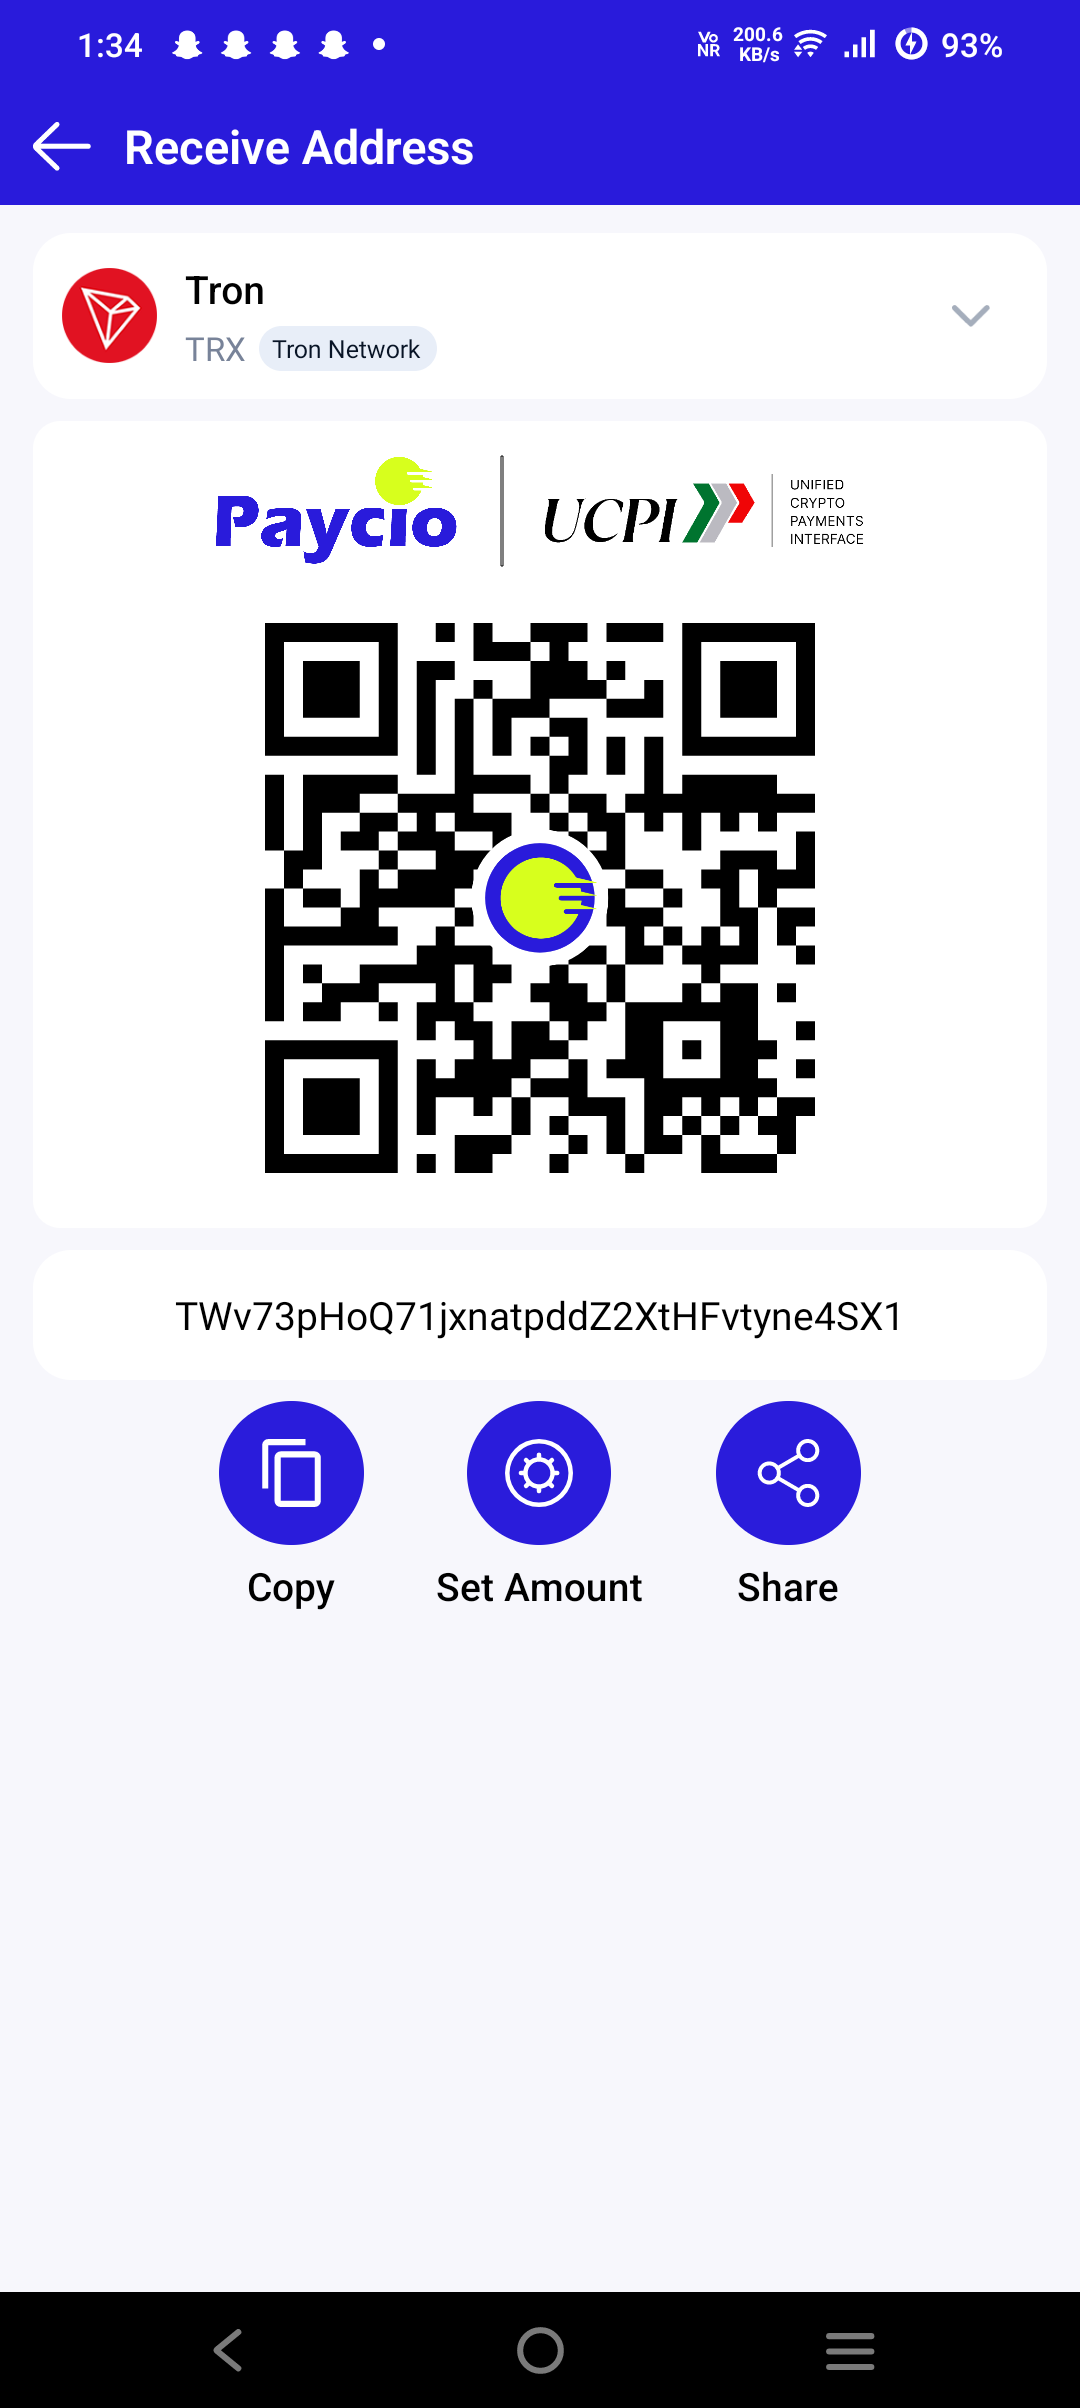 1:34
Vo
NR
200.6
KB/s
93%
Receive Address
Tron
TRX Tron Network
Paycio
UCPI
UNIFIED
CRYPTO
PAYMENTS
INTERFACE
TWv73pHoQ71jxnatpddZ2XtHFvtyne4SX1
Copy
Set Amount
Share